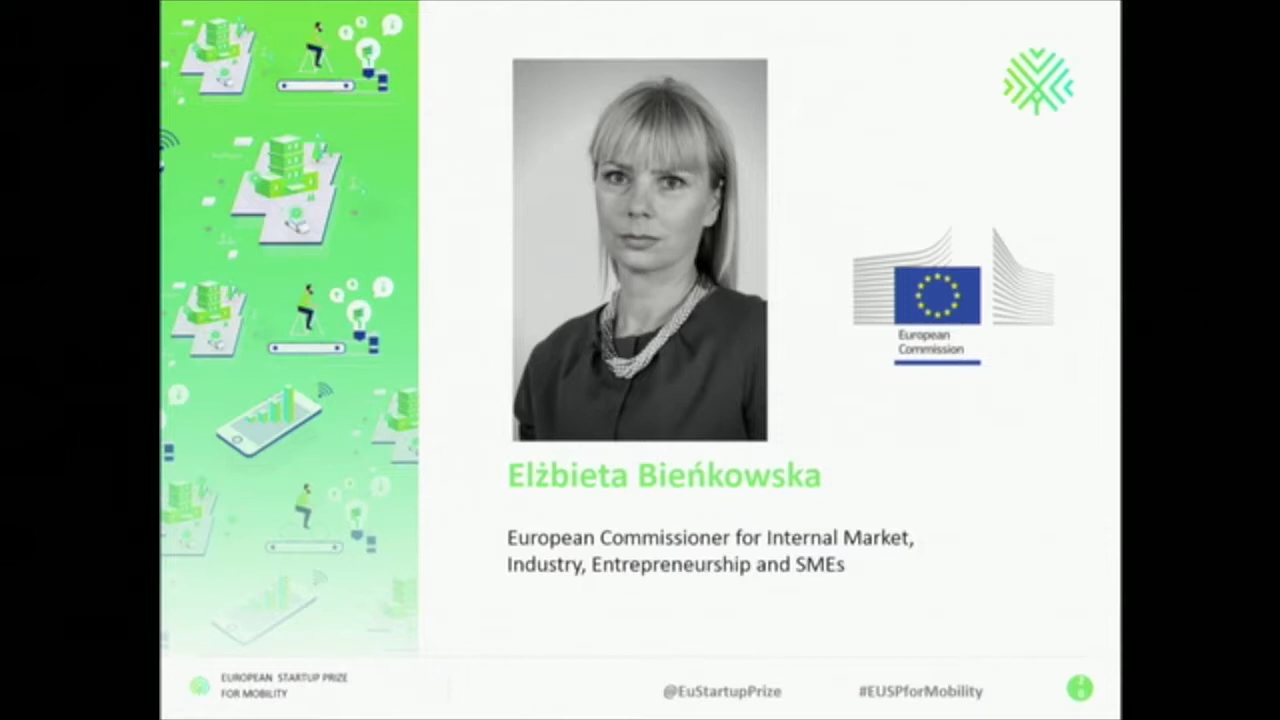 Elżbieta Bieńkowska
European Commissioner for Internal Market,
Industry, Entrepreneurship and SMEs
European
Commission
EUROPEAN STARTUP PRIZE
FOR MOBILITY
@EuStartupPrize
#EUSPforMobility